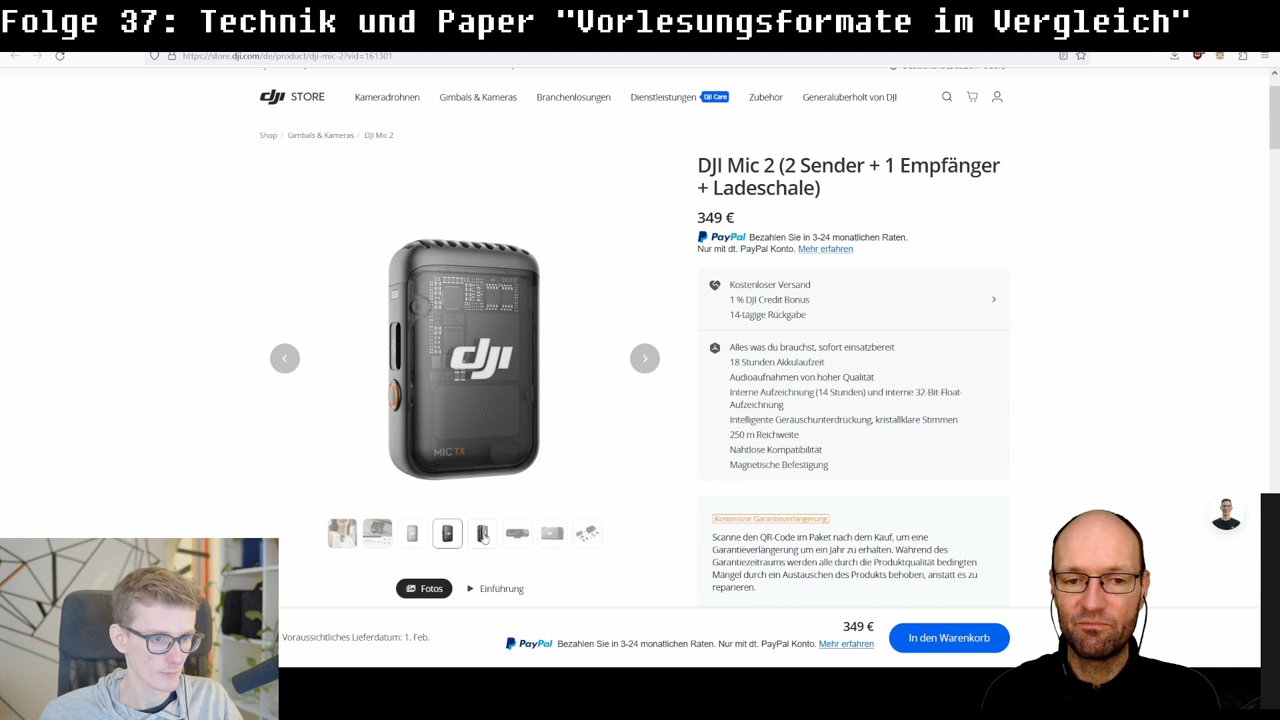 Folge 37: Technik und Paper "Vorlesungsformate im Vergleich"
https://store.dji.com/de/product/dji-mic-2?vid=161301
dji STORE
Kameradrohnen
Gimbals & Kameras
Branchenlösungen
Dienstleistungen
DJI Care
Zubehor
Generalüberholt von DJI
Shop / Gimbals & Kameras / DJI Mic 2
DJI Mic 2 (2 Sender + 1 Empfänger
+ Ladeschale)
349 €
PayPal Bezahlen Sie in 3-24 monatlichen Raten.
Nur mit dt. PayPal Konto. Mehr erfahren
Kostenloser Versand
1 % DJI Credit Bonus
14-tägige Rückgabe
Alles was du brauchst, sofort einsatzbereit
18 Stunden Akkulaufzeit
Audioaufnahmen von hoher Qualität
Interne Aufzeichnung (14 Stunden) und interne 32-Bit-Float-
Aufzeichnung
Intelligente Geräuschunterdrückung, kristallklare Stimmen
250 m Reichweite
Nahtlose Kompatibilität
Magnetische Befestigung
dji
MIC TX
Kostenlose Garantieverlängerung
Scanne den QR-Code im Paket nach dem Kauf, um eine
Garantieverlängerung um ein Jahr zu erhalten. Während des
Garantiezeitraums werden alle durch die Produktqualität bedingten
Mängel durch ein Austauschen des Produkts behoben, anstatt es zu
reparieren.
Fotos
Einführung
Voraussichtliches Lieferdatum: 1. Feb.
349 €
PayPal Bezahlen Sie in 3-24 monatlichen Raten. Nur mit dt. PayPal Konto. Mehr erfahren
In den Warenkorb